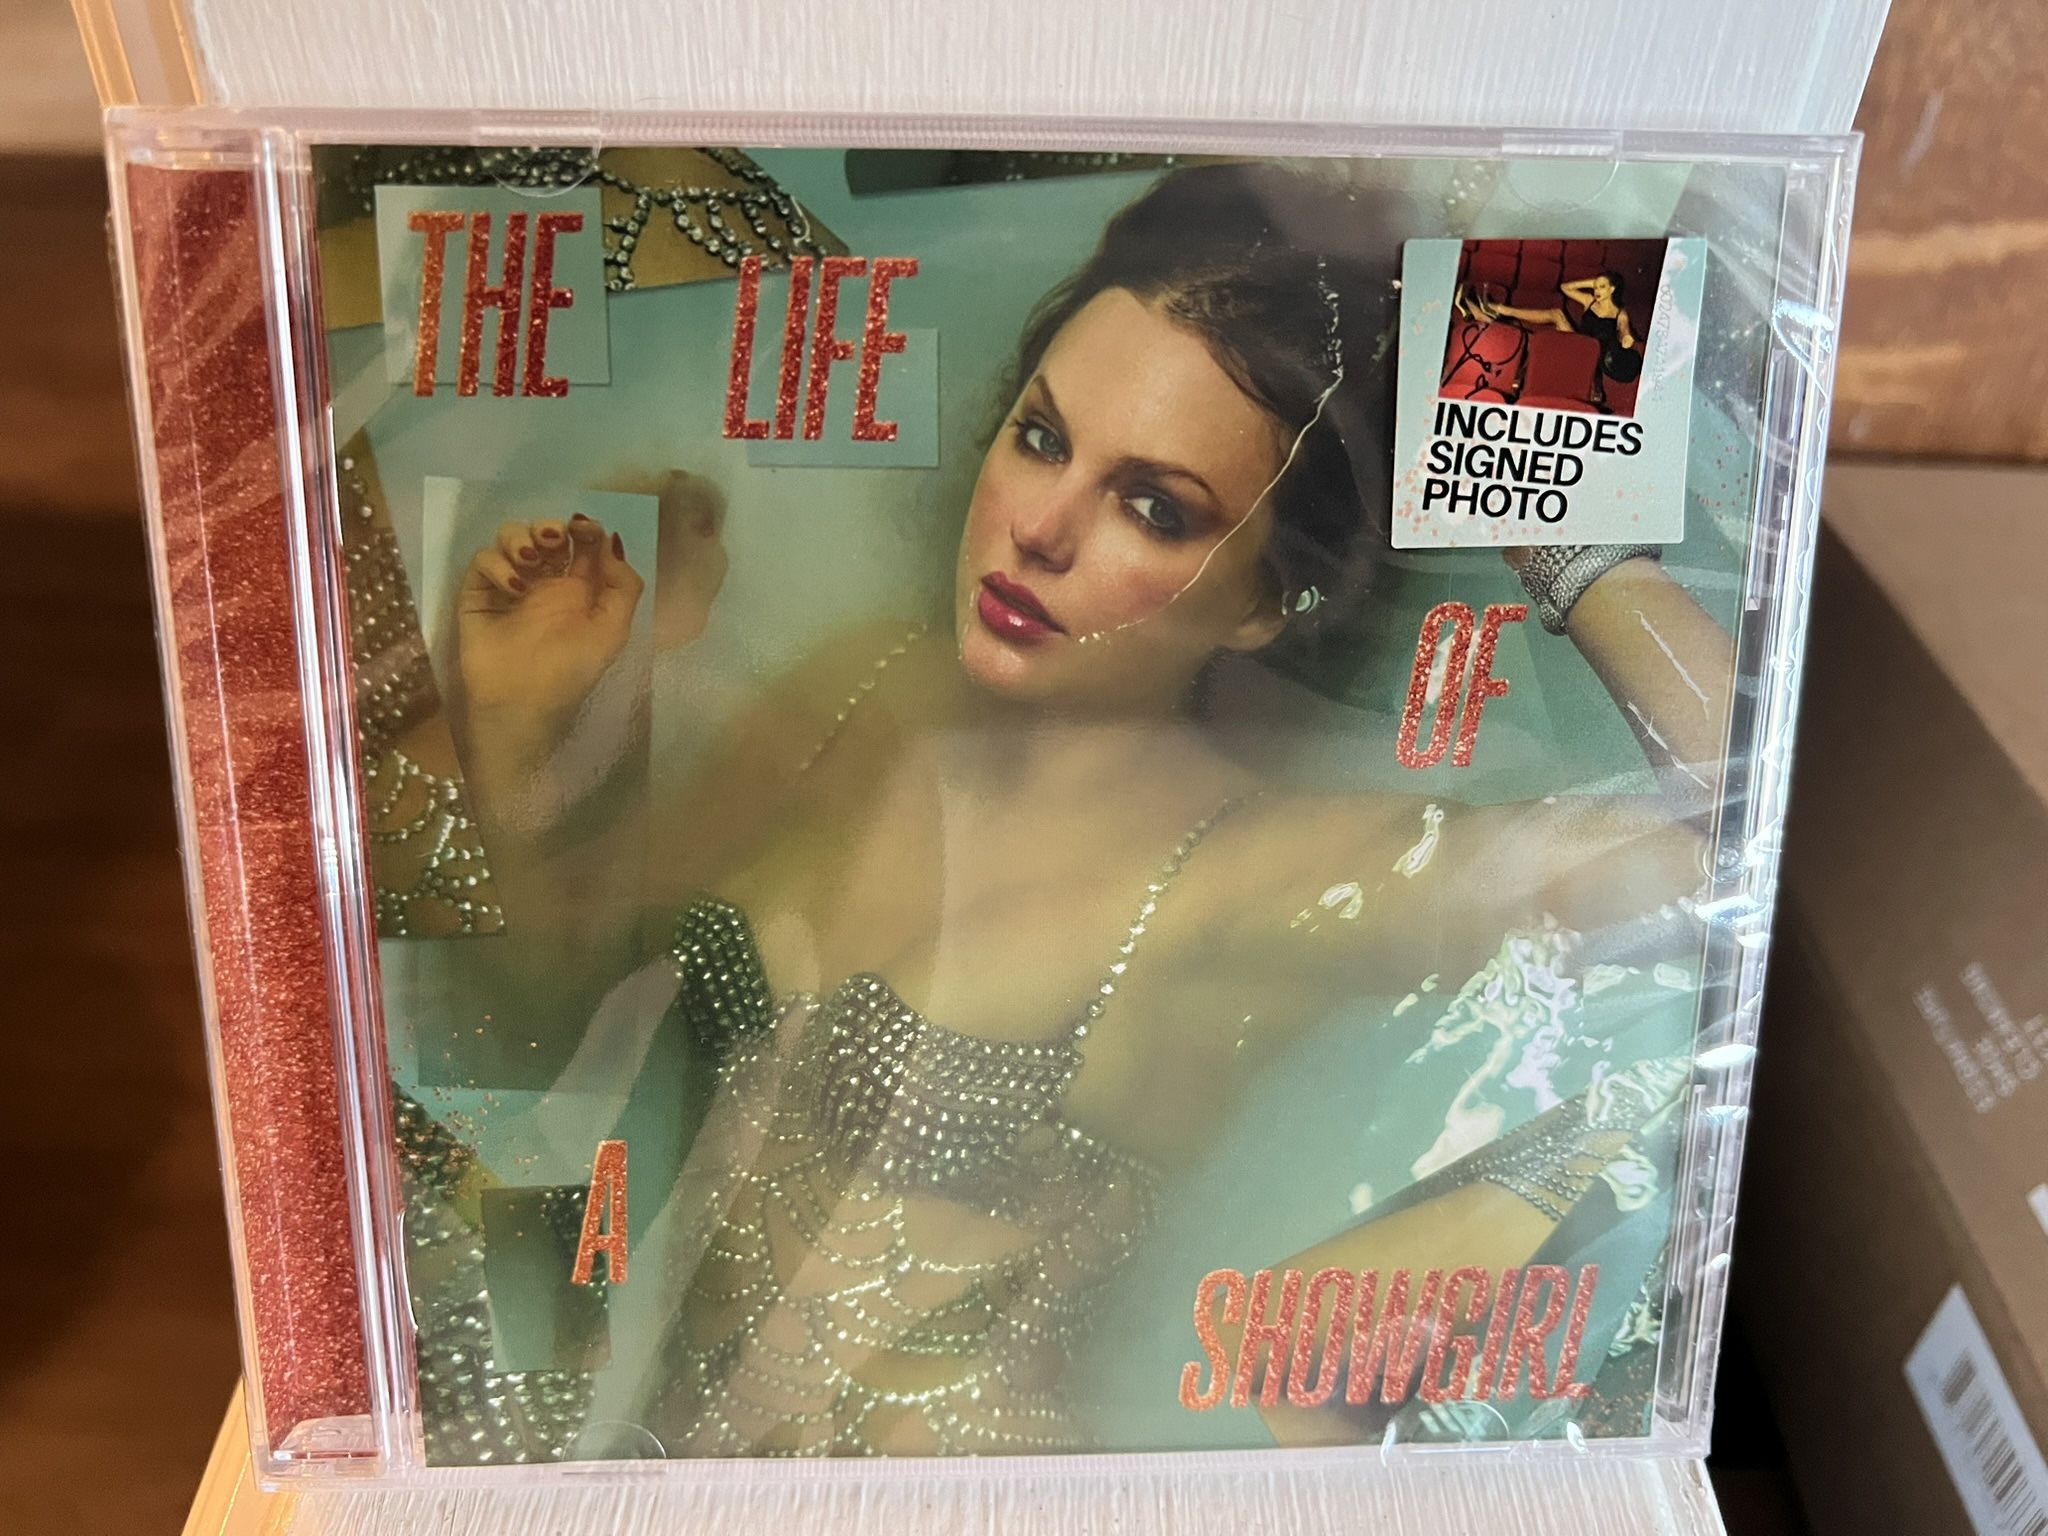 THE
LIFE
OF
A
SHOWGIRL
INCLUDES
SIGNED
PHOTO